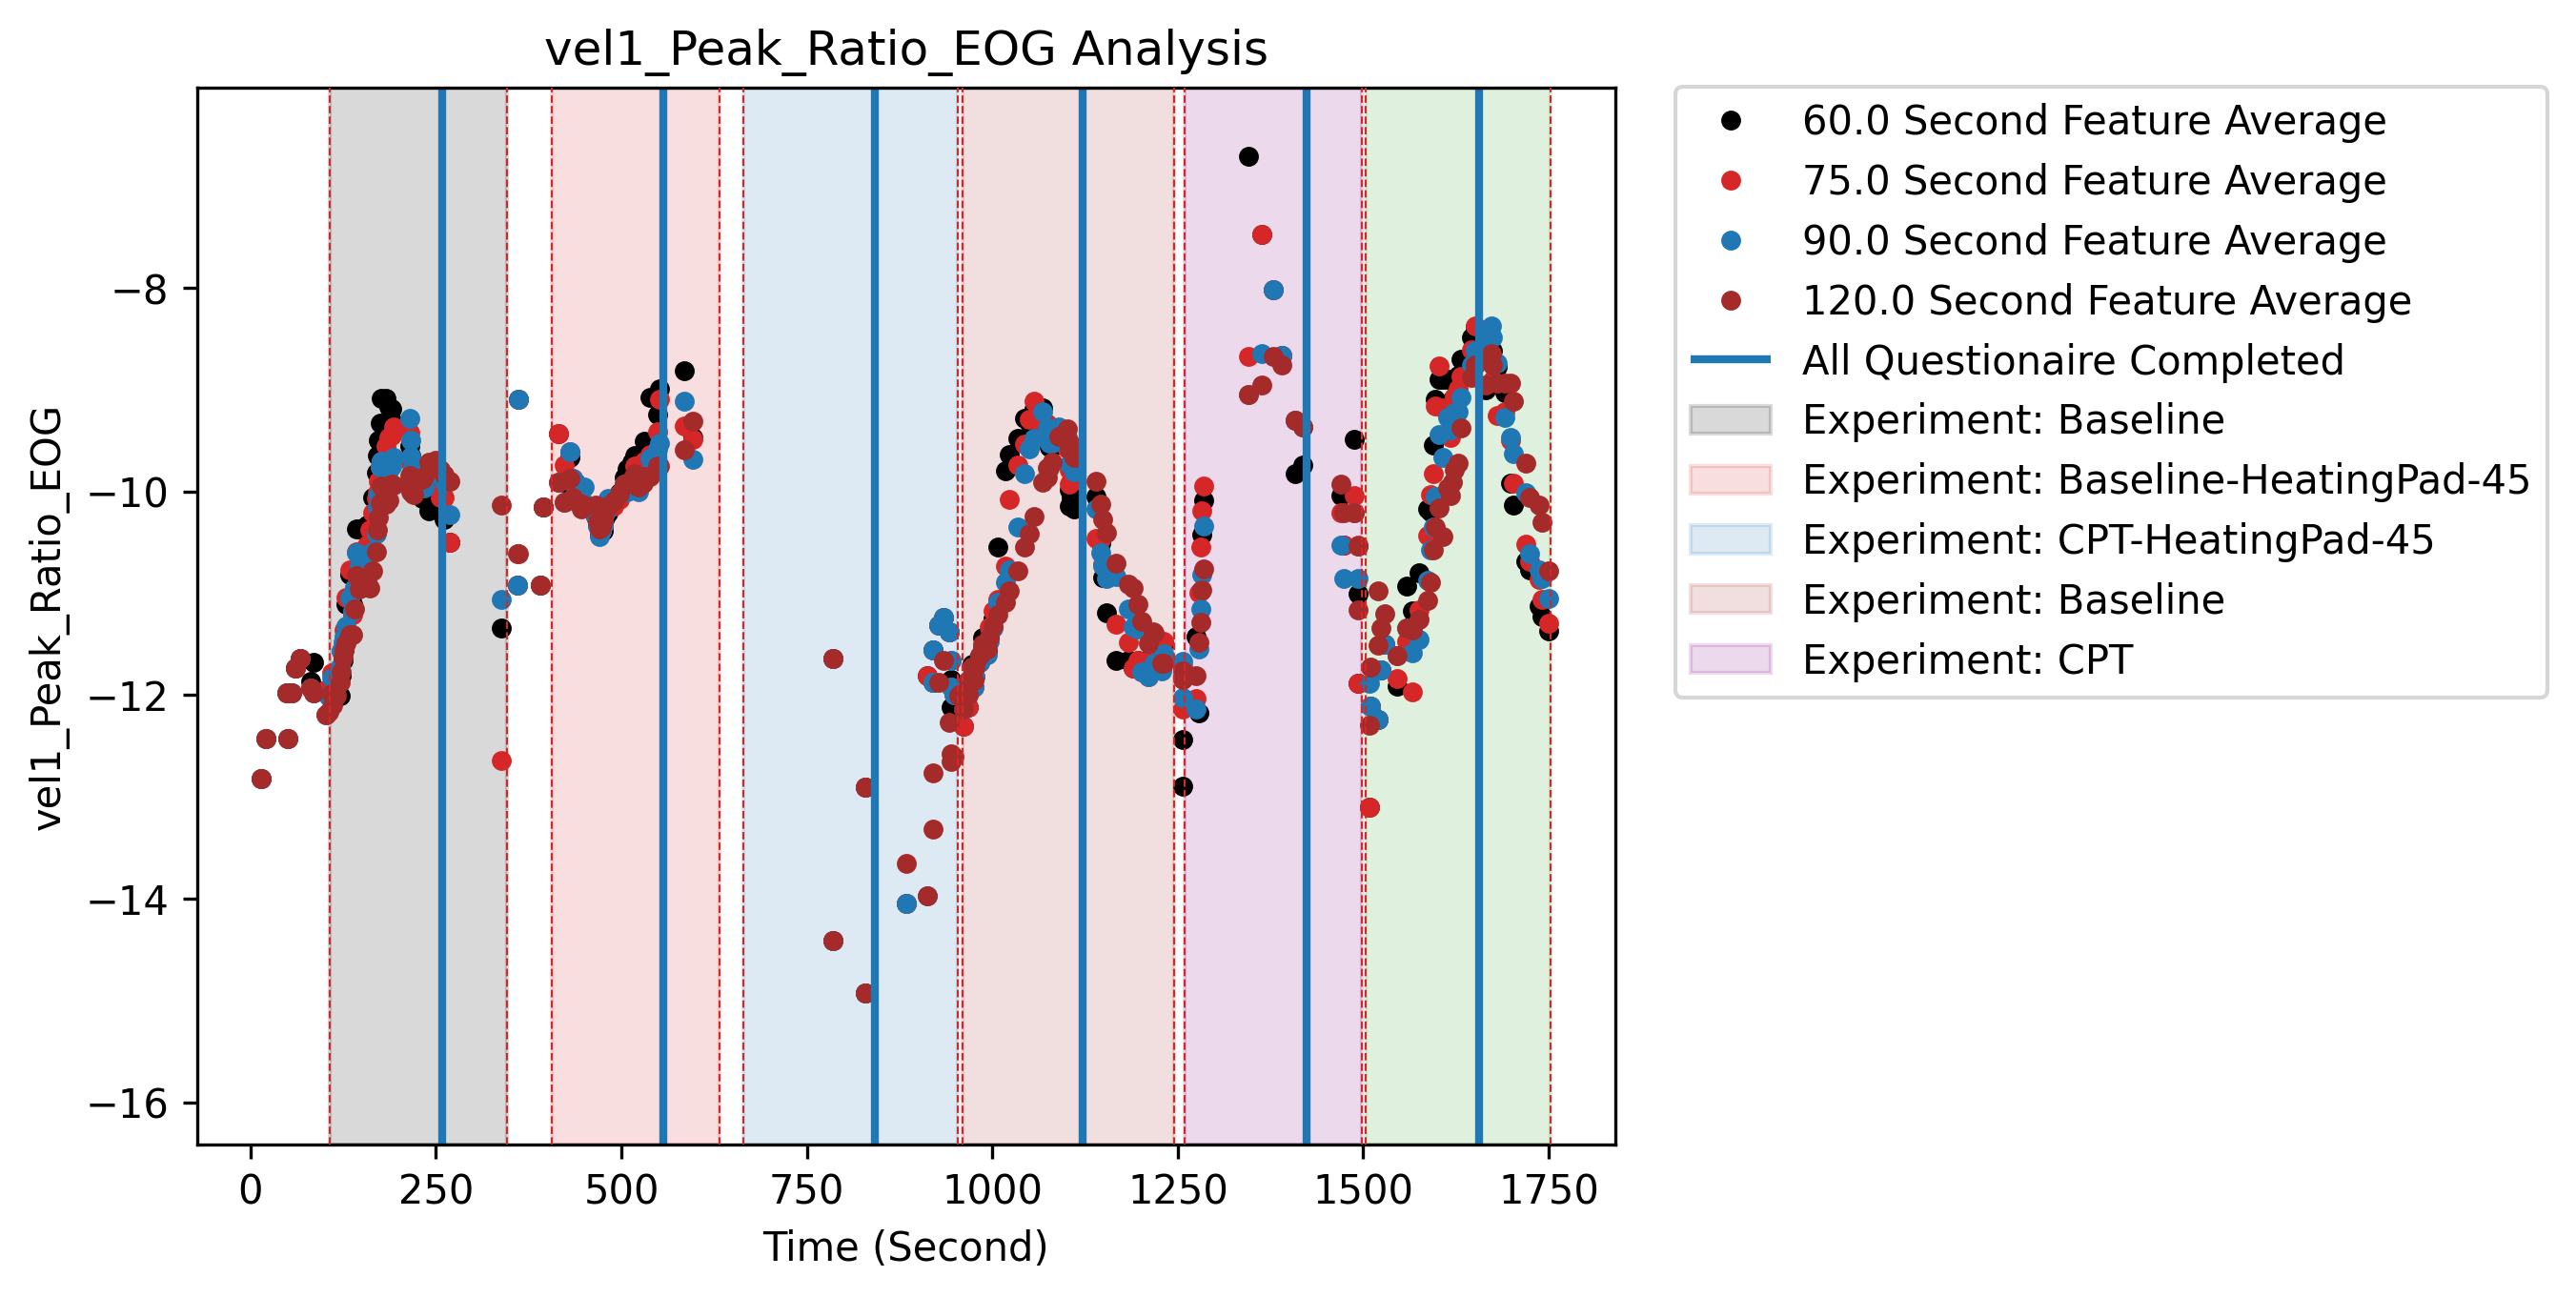 vel1_Peak_Ratio_EOG Analysis
vel1_Peak_Ratio_EOG
−8
−10
−12
−14
−16
0 250 500 750 1000 1250 1500 1750
Time (Second)
60.0 Second Feature Average
75.0 Second Feature Average
90.0 Second Feature Average
120.0 Second Feature Average
All Questionaire Completed
Experiment: Baseline
Experiment: Baseline-HeatingPad-45
Experiment: CPT-HeatingPad-45
Experiment: Baseline
Experiment: CPT